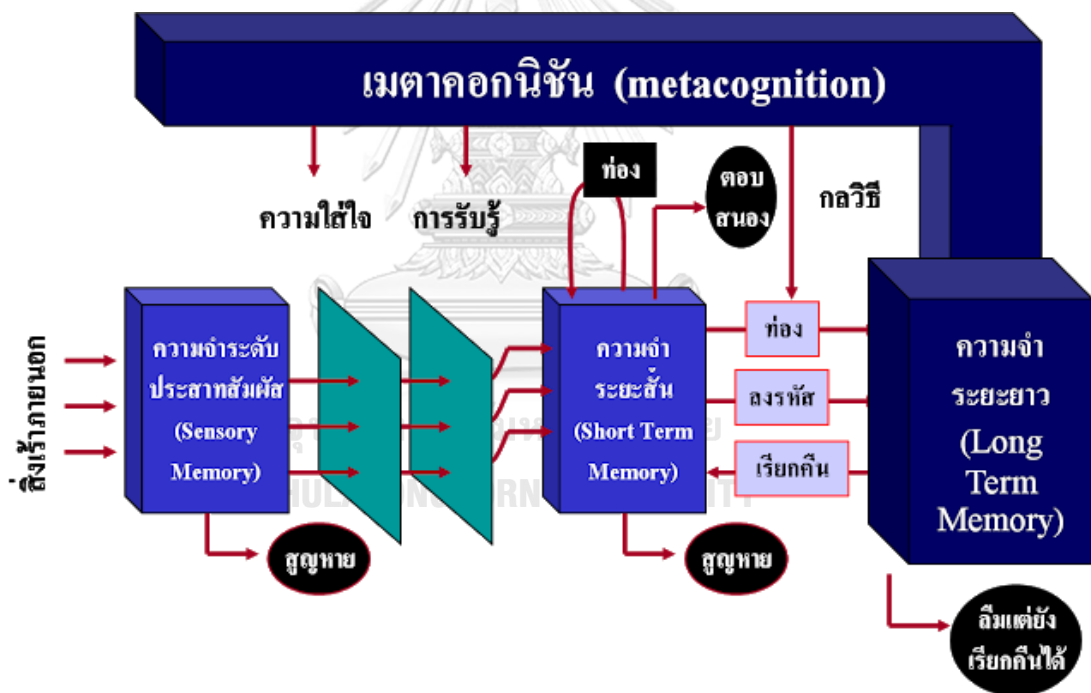 เมตาคอกนิชัน (metacognition)
ความใส่ใจ
การรับรู้
ท่อง
ตอบ
สนอง
กลวิธี
สิ่งเร้าภายนอก
ความจำระดับ
ประสาทสัมผัส
(Sensory
Memory)
ความจำ
ระยะสั้น
(Short Term
Memory)
ท่อง
ลงรหัส
เรียกคืน
ความจำ
ระยะยาว
(Long
Term
Memory)
สูญหาย
สูญหาย
ลืมแต่ยัง
เรียกคืนได้